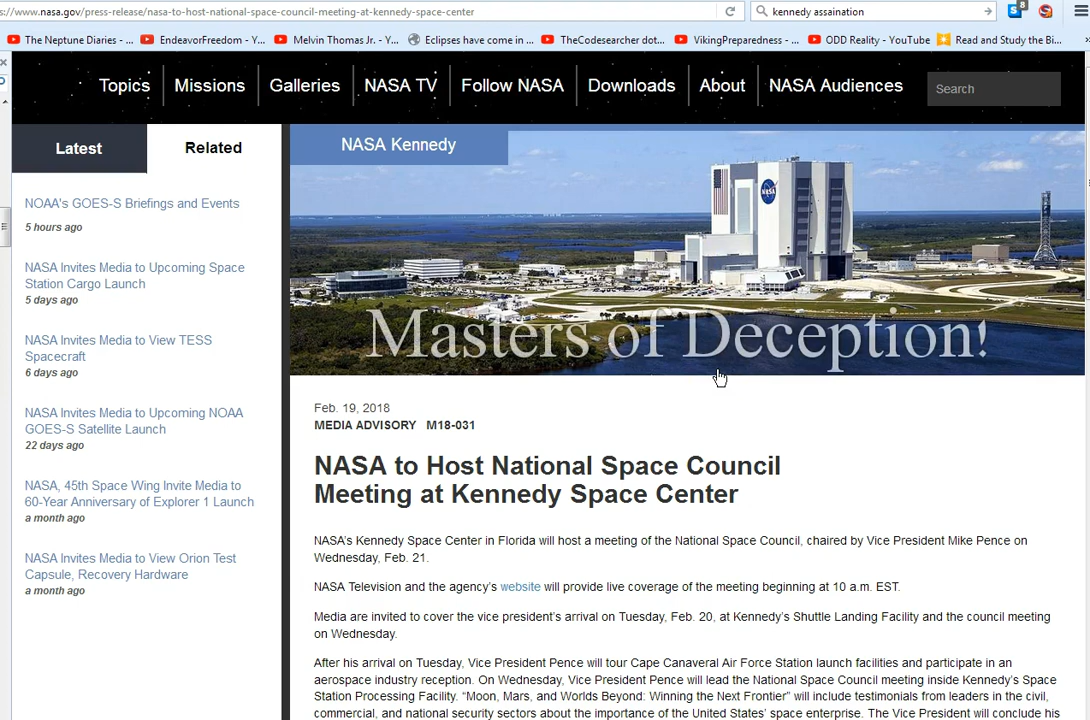 s://www.nasa.gov/press-release/nasa-to-host-national-space-council-meeting-at-kennedy-space-center
kennedy assaination
8
The Neptune Diaries - ...
EndeavorFreedom - Y...
Melvin Thomas Jr. - Y...
Eclipses have come in ...
TheCodesearcher dot...
VikingPreparedness - ...
ODD Reality - YouTube
Read and Study the Bi...
Topics
Missions
Galleries
NASA TV
Follow NASA
Downloads
About
NASA Audiences
Search
Latest
Related
NOAA's GOES-S Briefings and Events
5 hours ago
NASA Invites Media to Upcoming Space
Station Cargo Launch
5 days ago
NASA Invites Media to View TESS
Spacecraft
6 days ago
NASA Invites Media to Upcoming NOAA
GOES-S Satellite Launch
22 days ago
NASA, 45th Space Wing Invite Media to
60-Year Anniversary of Explorer 1 Launch
a month ago
NASA Invites Media to View Orion Test
Capsule, Recovery Hardware
a month ago
NASA Kennedy
NASA
Masters of Deception!
Feb. 19, 2018
MEDIA ADVISORY M18-031
NASA to Host National Space Council
Meeting at Kennedy Space Center
NASA's Kennedy Space Center in Florida will host a meeting of the National Space Council, chaired by Vice President Mike Pence on
Wednesday, Feb. 21.
NASA Television and the agency's website will provide live coverage of the meeting beginning at 10 a.m. EST.
Media are invited to cover the vice president's arrival on Tuesday, Feb. 20, at Kennedy's Shuttle Landing Facility and the council meeting
on Wednesday.
After his arrival on Tuesday, Vice President Pence will tour Cape Canaveral Air Force Station launch facilities and participate in an
aerospace industry reception. On Wednesday, Vice President Pence will lead the National Space Council meeting inside Kennedy's Space
Station Processing Facility. “Moon, Mars, and Worlds Beyond: Winning the Next Frontier” will include testimonials from leaders in the civil,
commercial, and national security sectors about the importance of the United States' space enterprise. The Vice President will conclude his